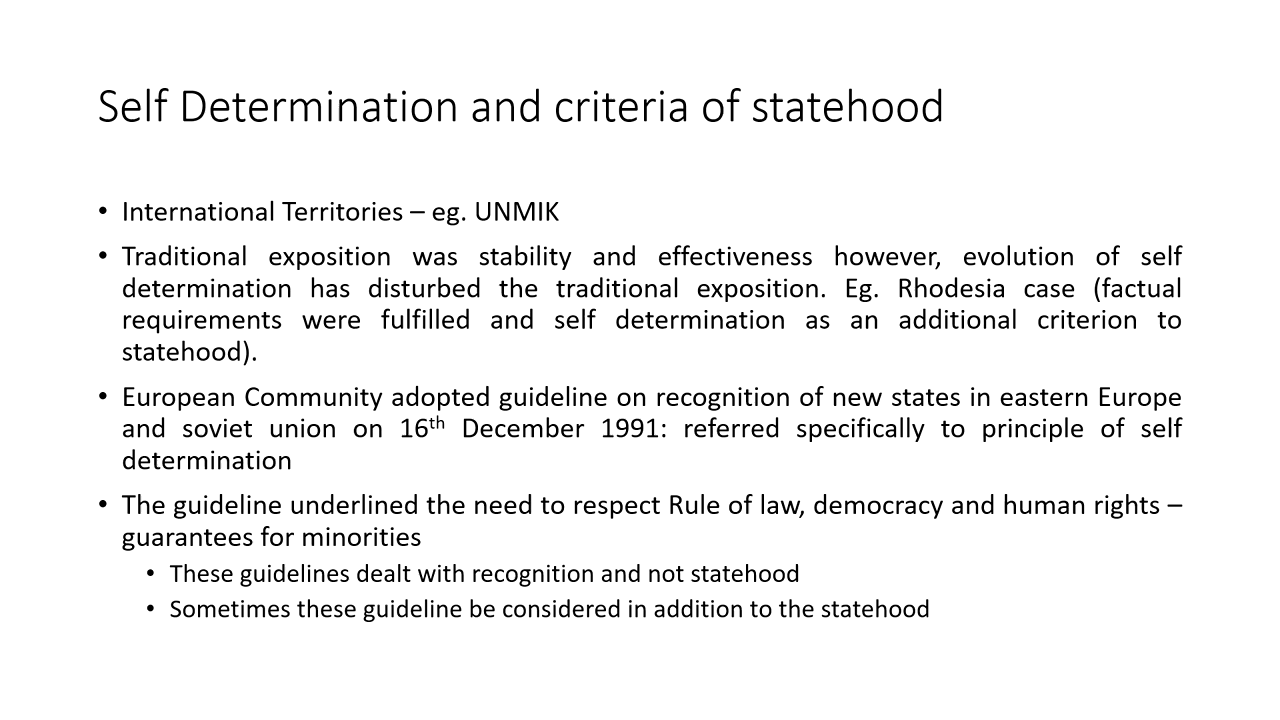 Self Determination and criteria of statehood
• International Territories – eg. UNMIK
• Traditional exposition was stability and effectiveness however, evolution of self
determination has disturbed the traditional exposition. Eg. Rhodesia case (factual
requirements were fulfilled and self determination as an additional criterion to
statehood).
• European Community adopted guideline on recognition of new states in eastern Europe
and soviet union on 16th December 1991: referred specifically to principle of self
determination
• The guideline underlined the need to respect Rule of law, democracy and human rights –
guarantees for minorities
• These guidelines dealt with recognition and not statehood
• Sometimes these guideline be considered in addition to the statehood